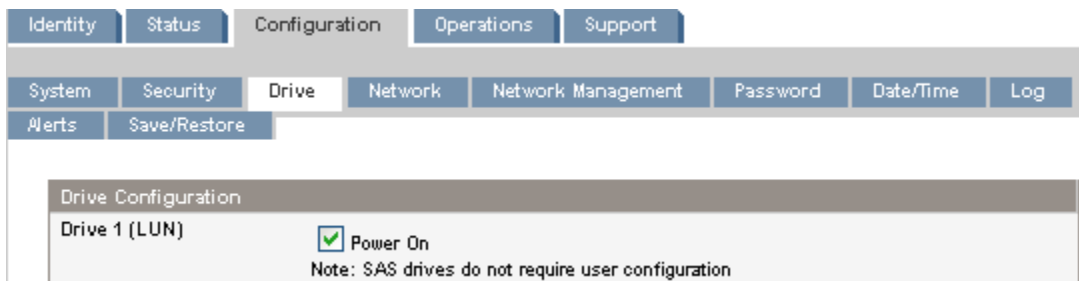 Identity Status Configuration Operations Support
System Security Drive Network Network Management Password Date/Time Log
Alerts Save/Restore
Drive Configuration
Drive 1 (LUN) Power On
Note: SAS drives do not require user configuration